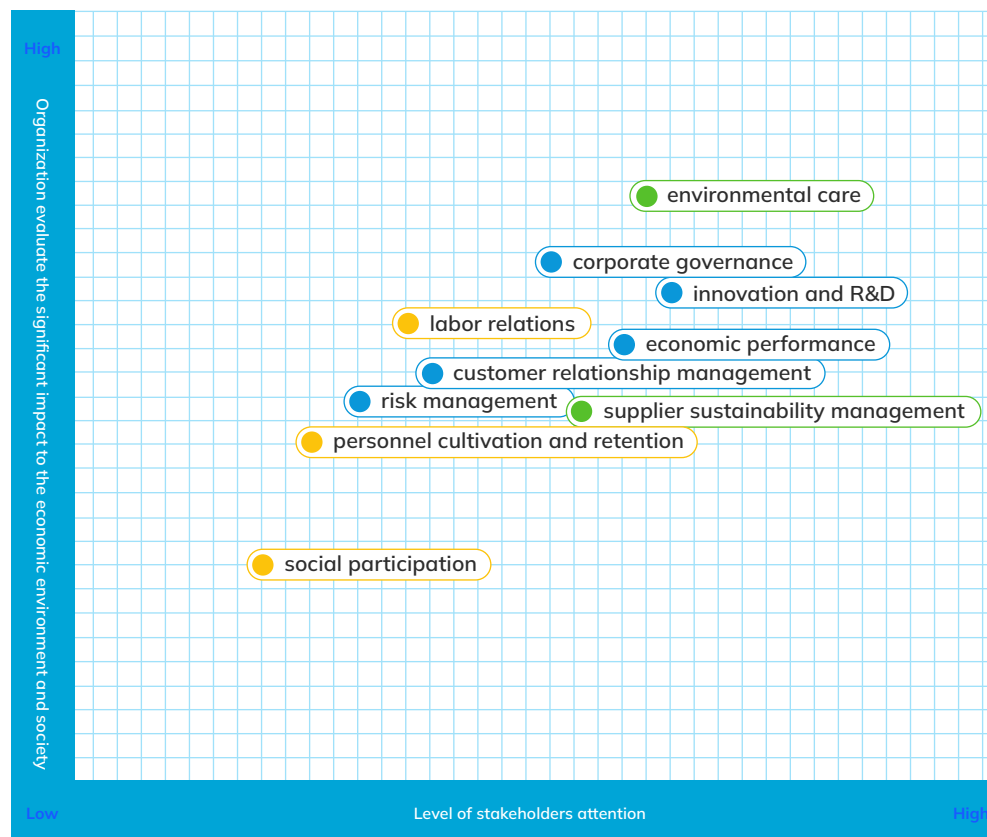 High
Organization evaluate the significant impact to the economic environment and society
environmental care
corporate governance
innovation and R&D
labor relations
economic performance
customer relationship management
risk management
supplier sustainability management
personnel cultivation and retention
social participation
Low
Level of stakeholders attention
High